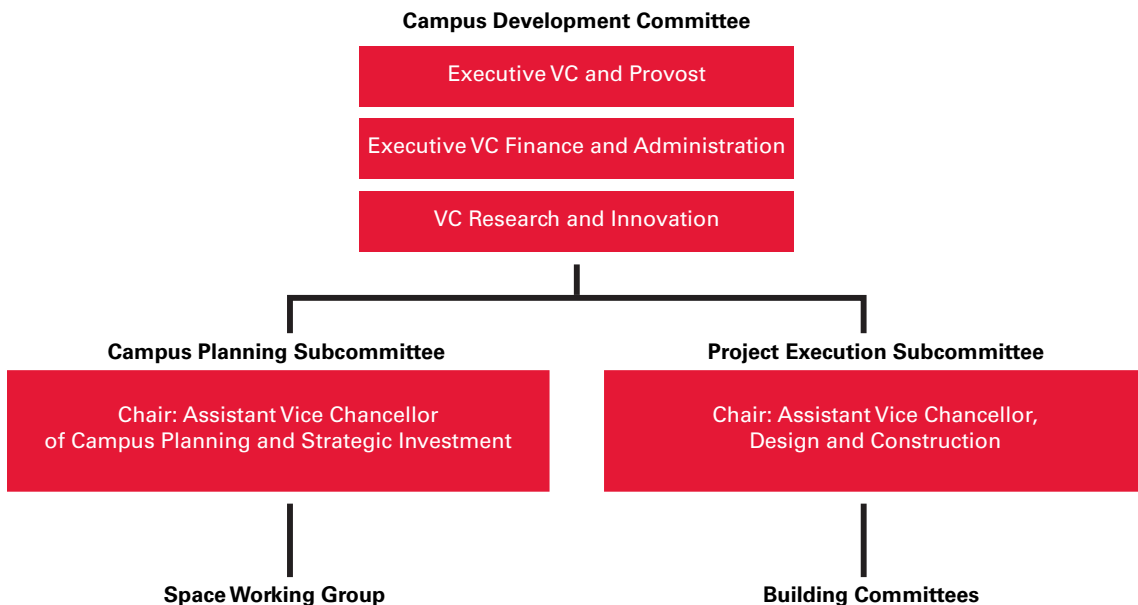 Campus Development Committee
Executive VC and Provost
Executive VC Finance and Administration
VC Research and Innovation
Campus Planning Subcommittee
Chair: Assistant Vice Chancellor
of Campus Planning and Strategic Investment
Space Working Group
Project Execution Subcommittee
Chair: Assistant Vice Chancellor,
Design and Construction
Building Committees